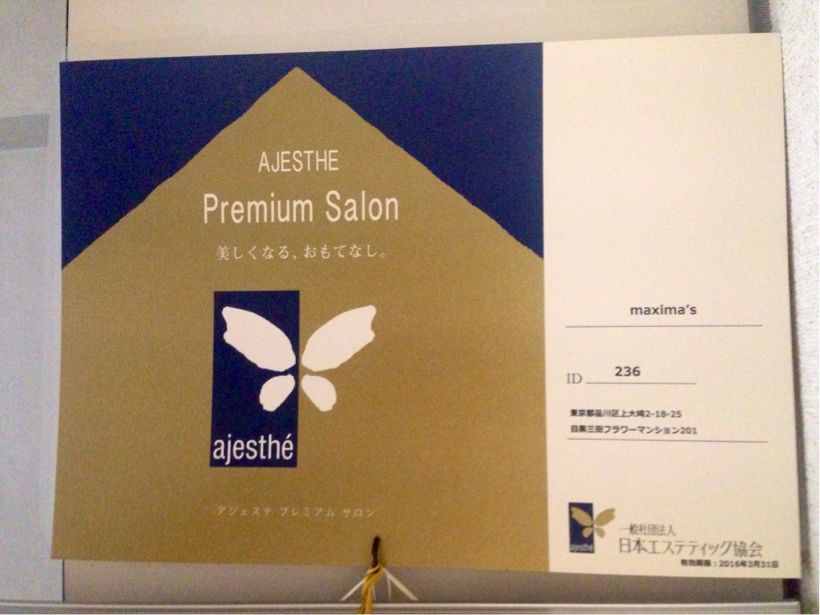 AJESTHE
Premium Salon
美しくなる、おもてなし。
ajesthé
アジェステ プレミアム サロン
maxima's
ID 236
東京都品川区上大崎2-18-25
目黒三田フラワーマンション201
ajesthé
一般社団法人
日本エステティック協会
有効期限：2016年3月31日